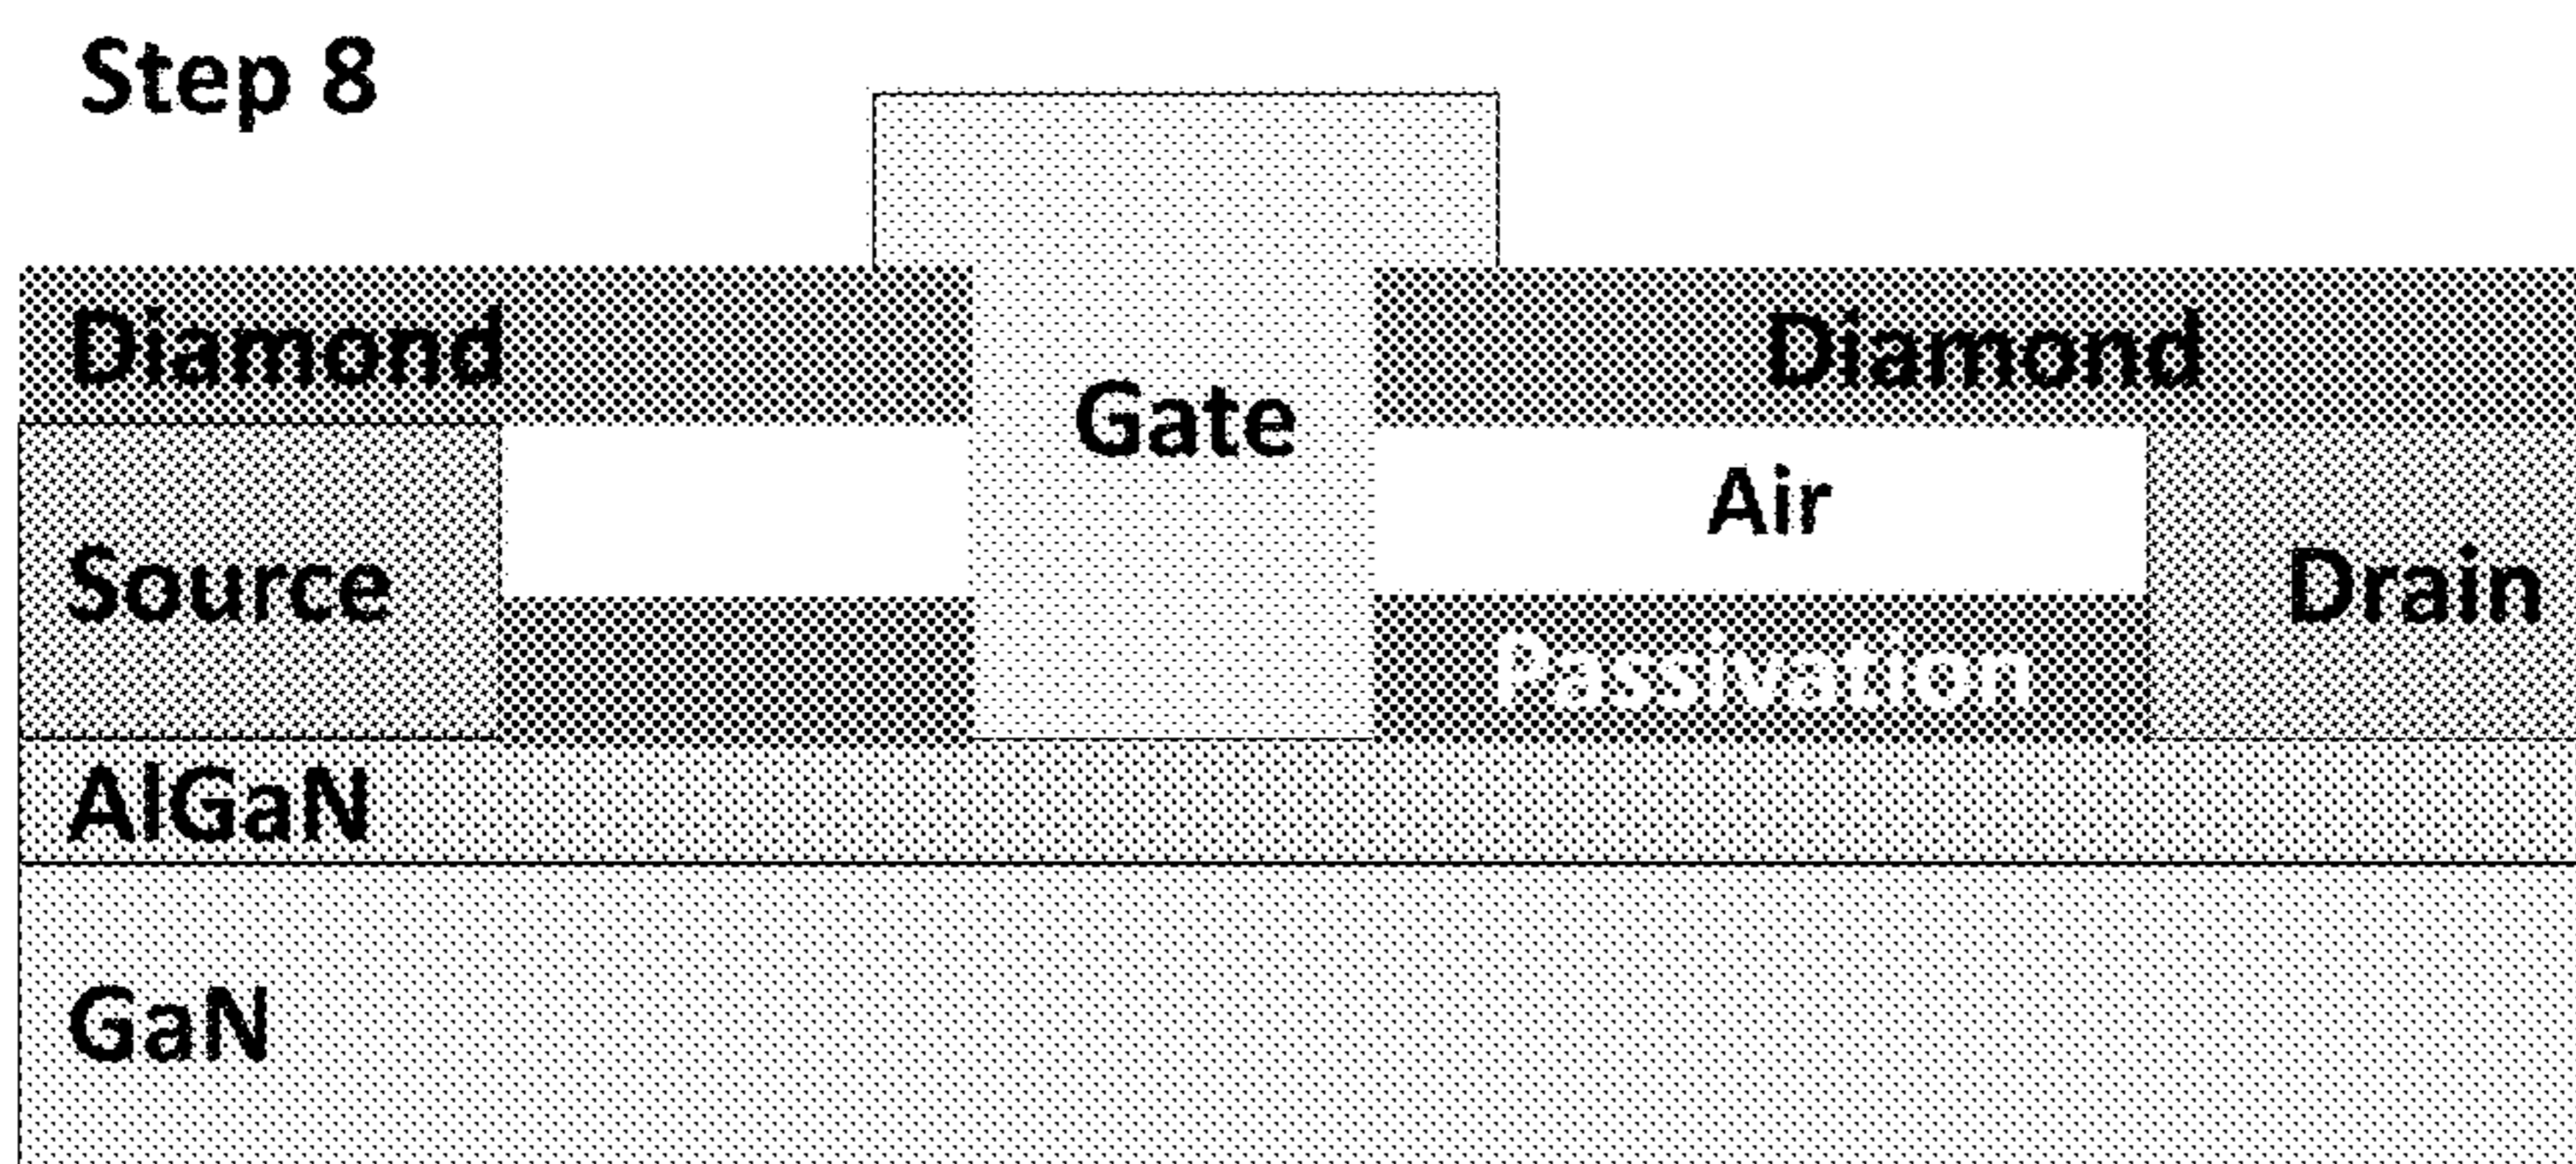 Step 8
Diamond
Diamond
Gate
Air
Source
Drain
Passivation
AlGaN
GaN